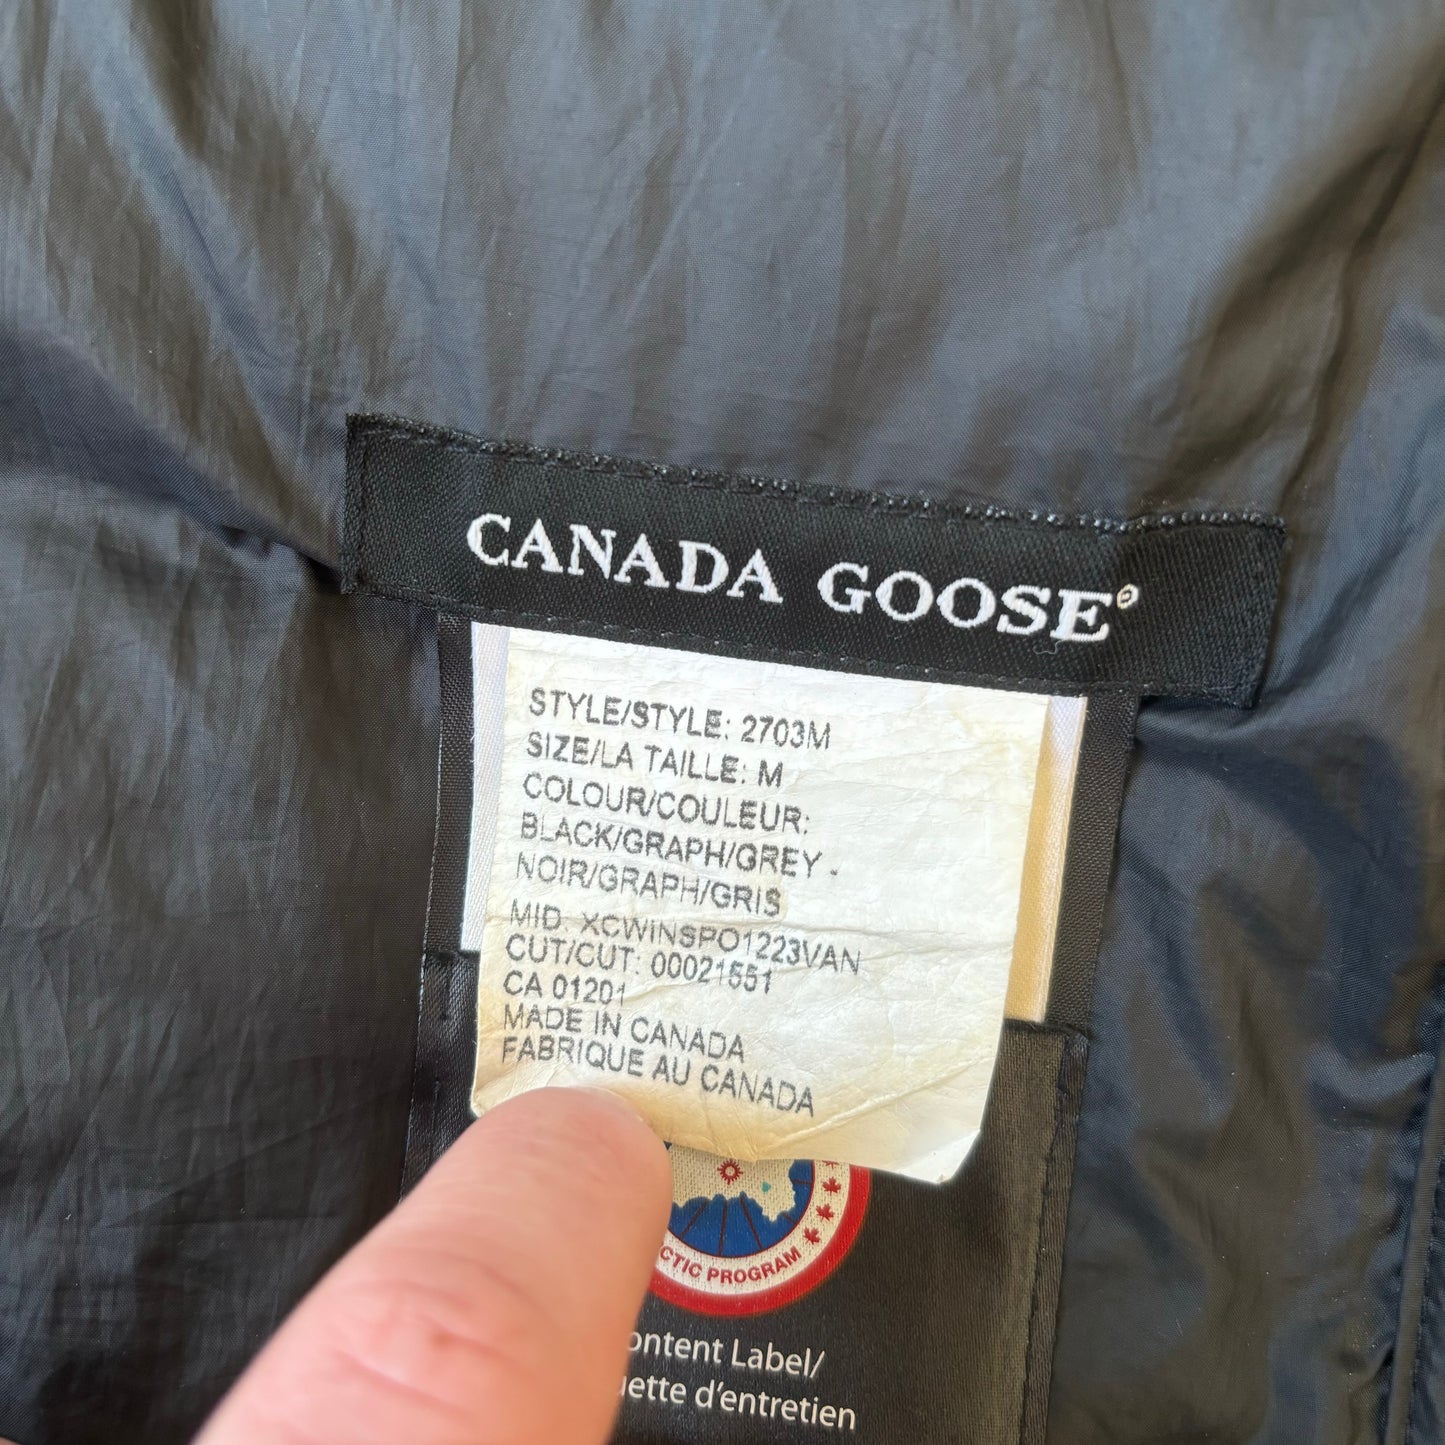 CANADA GOOSE®
STYLE/STYLE: 2703M
SIZE/LA TAILLE: M
COLOUR/COULEUR:
BLACK/GRAPH/GREY -
NOIR/GRAPH/GRIS
MID. XCWINSPO1223VAN
CUT/CUT: 00021551
CA 01201
MADE IN CANADA
FABRIQUE AU CANADA
CTIC PROGRAM
ontent Label/
uette d'entretien